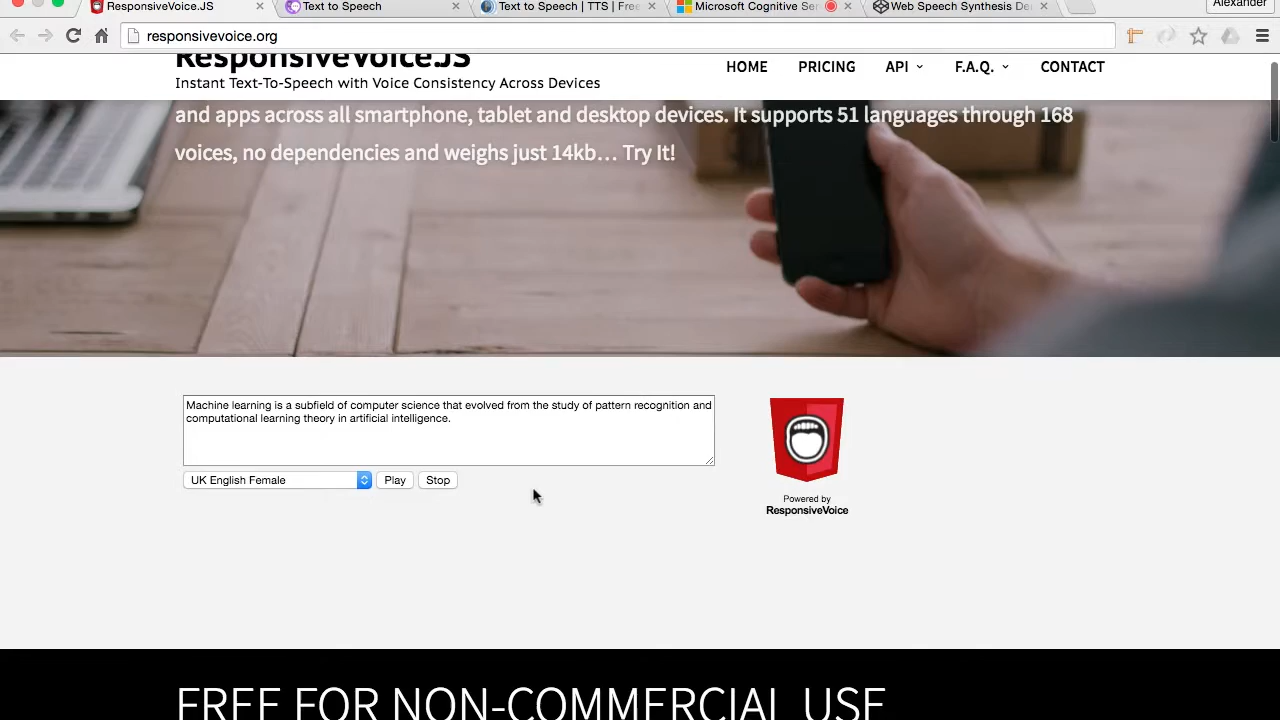 ResponsiveVoice.JS
Text to Speech
Text to Speech | TTS | Free
Microsoft Cognitive Ser
Web Speech Synthesis De
Alexander
responsivevoice.org
ResponsiveVoice.JS
Instant Text-To-Speech with Voice Consistency Across Devices
HOME PRICING API F.A.Q. CONTACT
and apps across all smartphone, tablet and desktop devices. It supports 51 languages through 168
voices, no dependencies and weighs just 14kb… Try It!
Machine learning is a subfield of computer science that evolved from the study of pattern recognition and
computational learning theory in artificial intelligence.
UK English Female Play Stop
Powered by
ResponsiveVoice
FREE FOR NON-COMMERCIAL USE